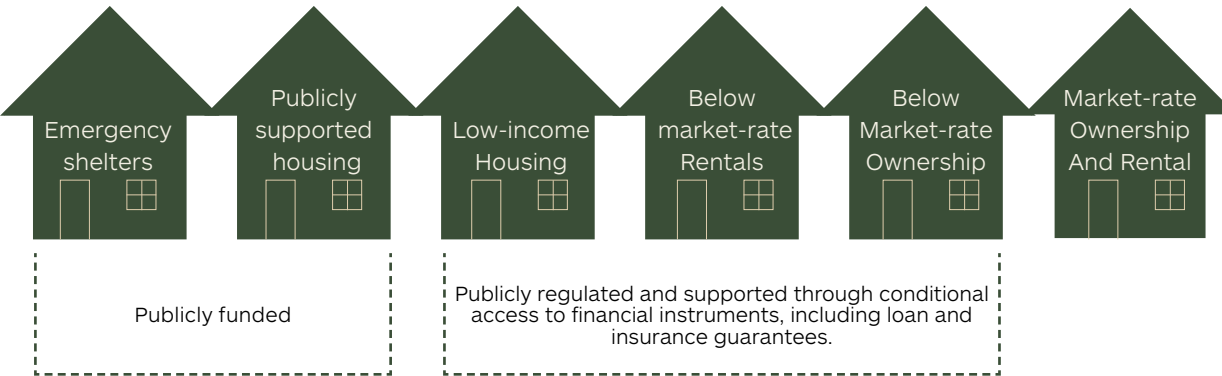 Emergency
shelters
Publicly
supported
housing
Low-income
Housing
Below
market-rate
Rentals
Below
Market-rate
Ownership
Market-rate
Ownership
And Rental
Publicly funded
Publicly regulated and supported through conditional
access to financial instruments, including loan and
insurance guarantees.